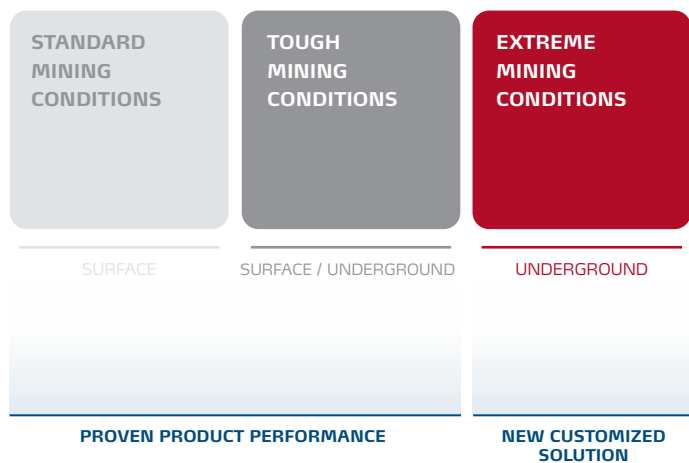 STANDARD
MINING
CONDITIONS
TOUGH
MINING
CONDITIONS
EXTREME
MINING
CONDITIONS
SURFACE
SURFACE / UNDERGROUND
UNDERGROUND
PROVEN PRODUCT PERFORMANCE
NEW CUSTOMIZED
SOLUTION